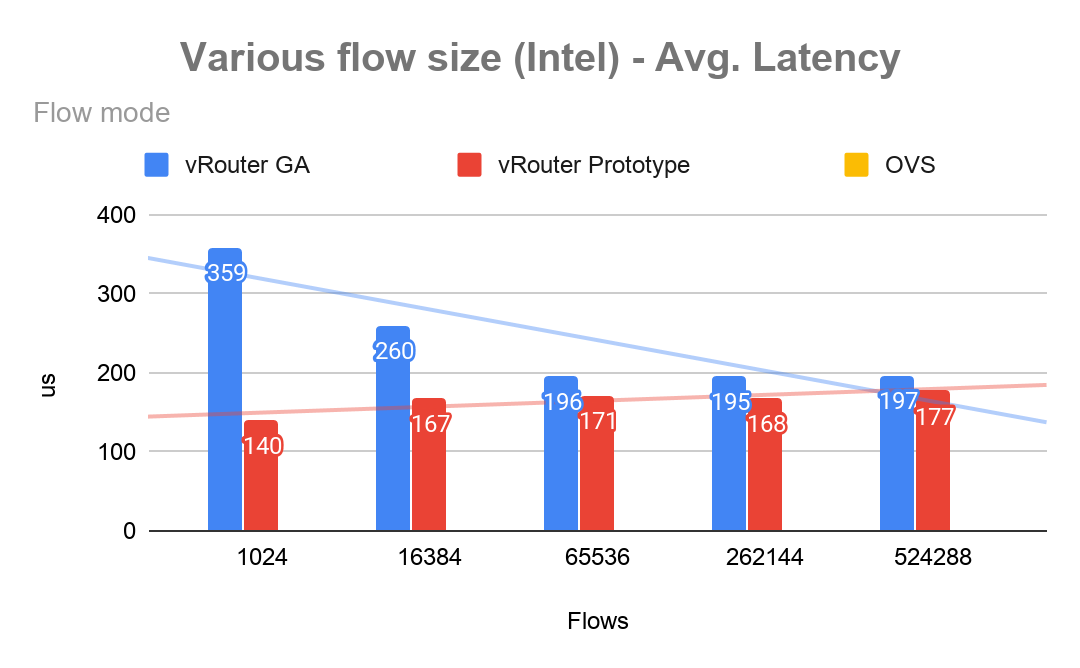 Various flow size (Intel) - Avg. Latency
Flow mode
vRouter GA vRouter Prototype OVS
400
300
200
100
0
us
359
140
260
167
196
171
195
168
197
177
1024 16384 65536 262144 524288
Flows